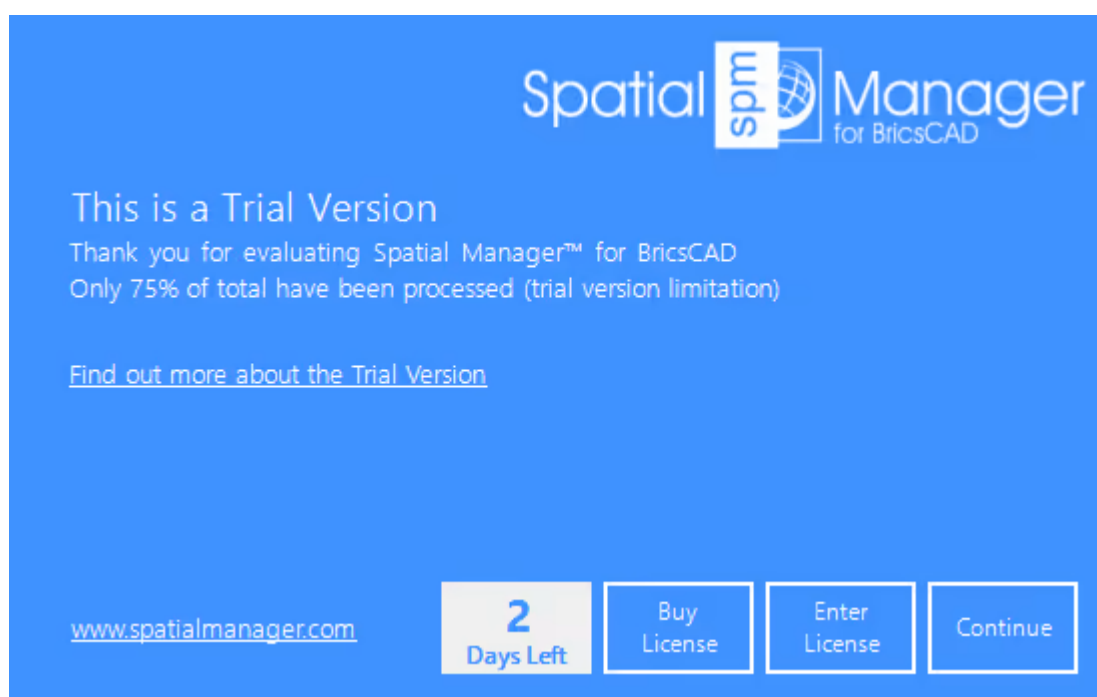 Spatial spm Manager
for BricsCAD
This is a Trial Version
Thank you for evaluating Spatial Manager™ for BricsCAD
Only 75% of total have been processed (trial version limitation)
Find out more about the Trial Version
www.spatialmanager.com
2
Days Left
Buy
License
Enter
License
Continue